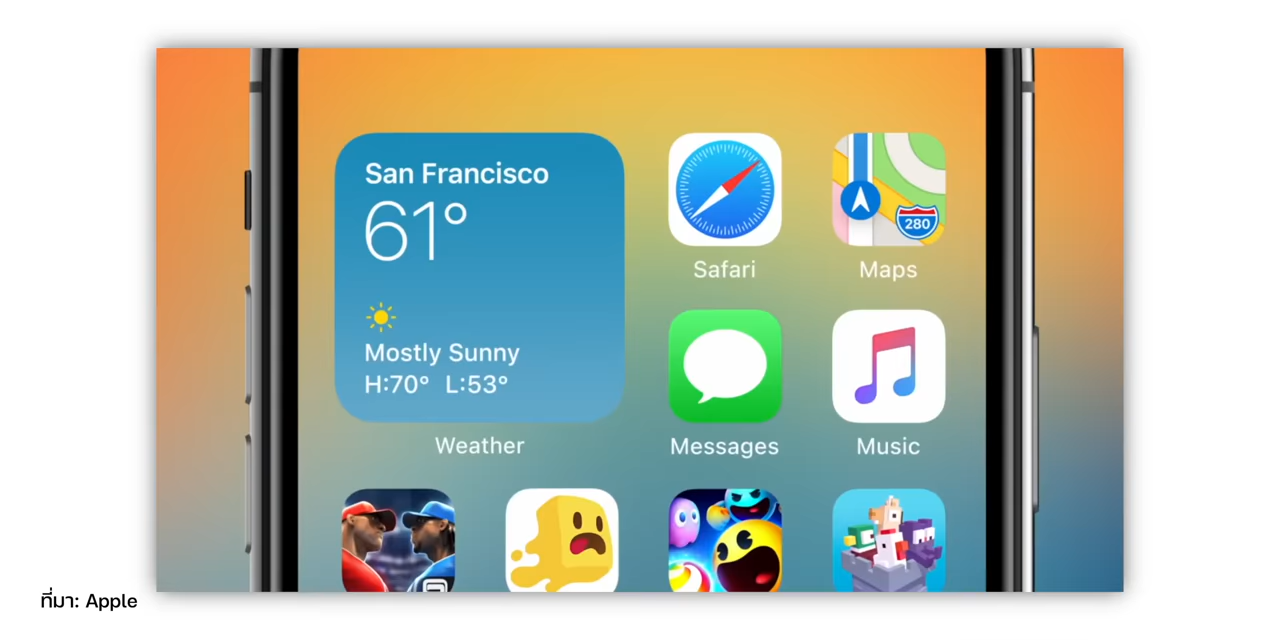 San Francisco
61°
Mostly Sunny
H:70° L:53°
Weather
Safari
280
Maps
Messages
Music
ที่มา: Apple